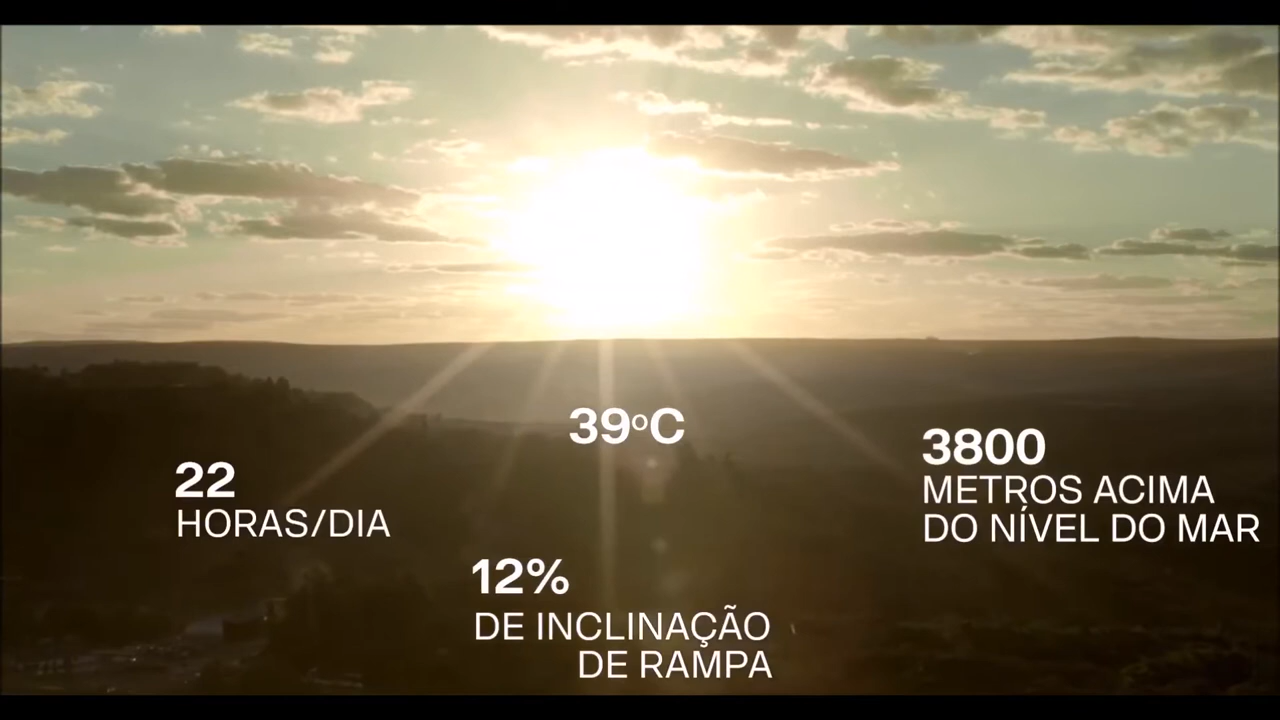 39ºC
3800
METROS ACIMA
DO NÍVEL DO MAR
22
HORAS/DIA
12%
DE INCLINAÇÃO
DE RAMPA